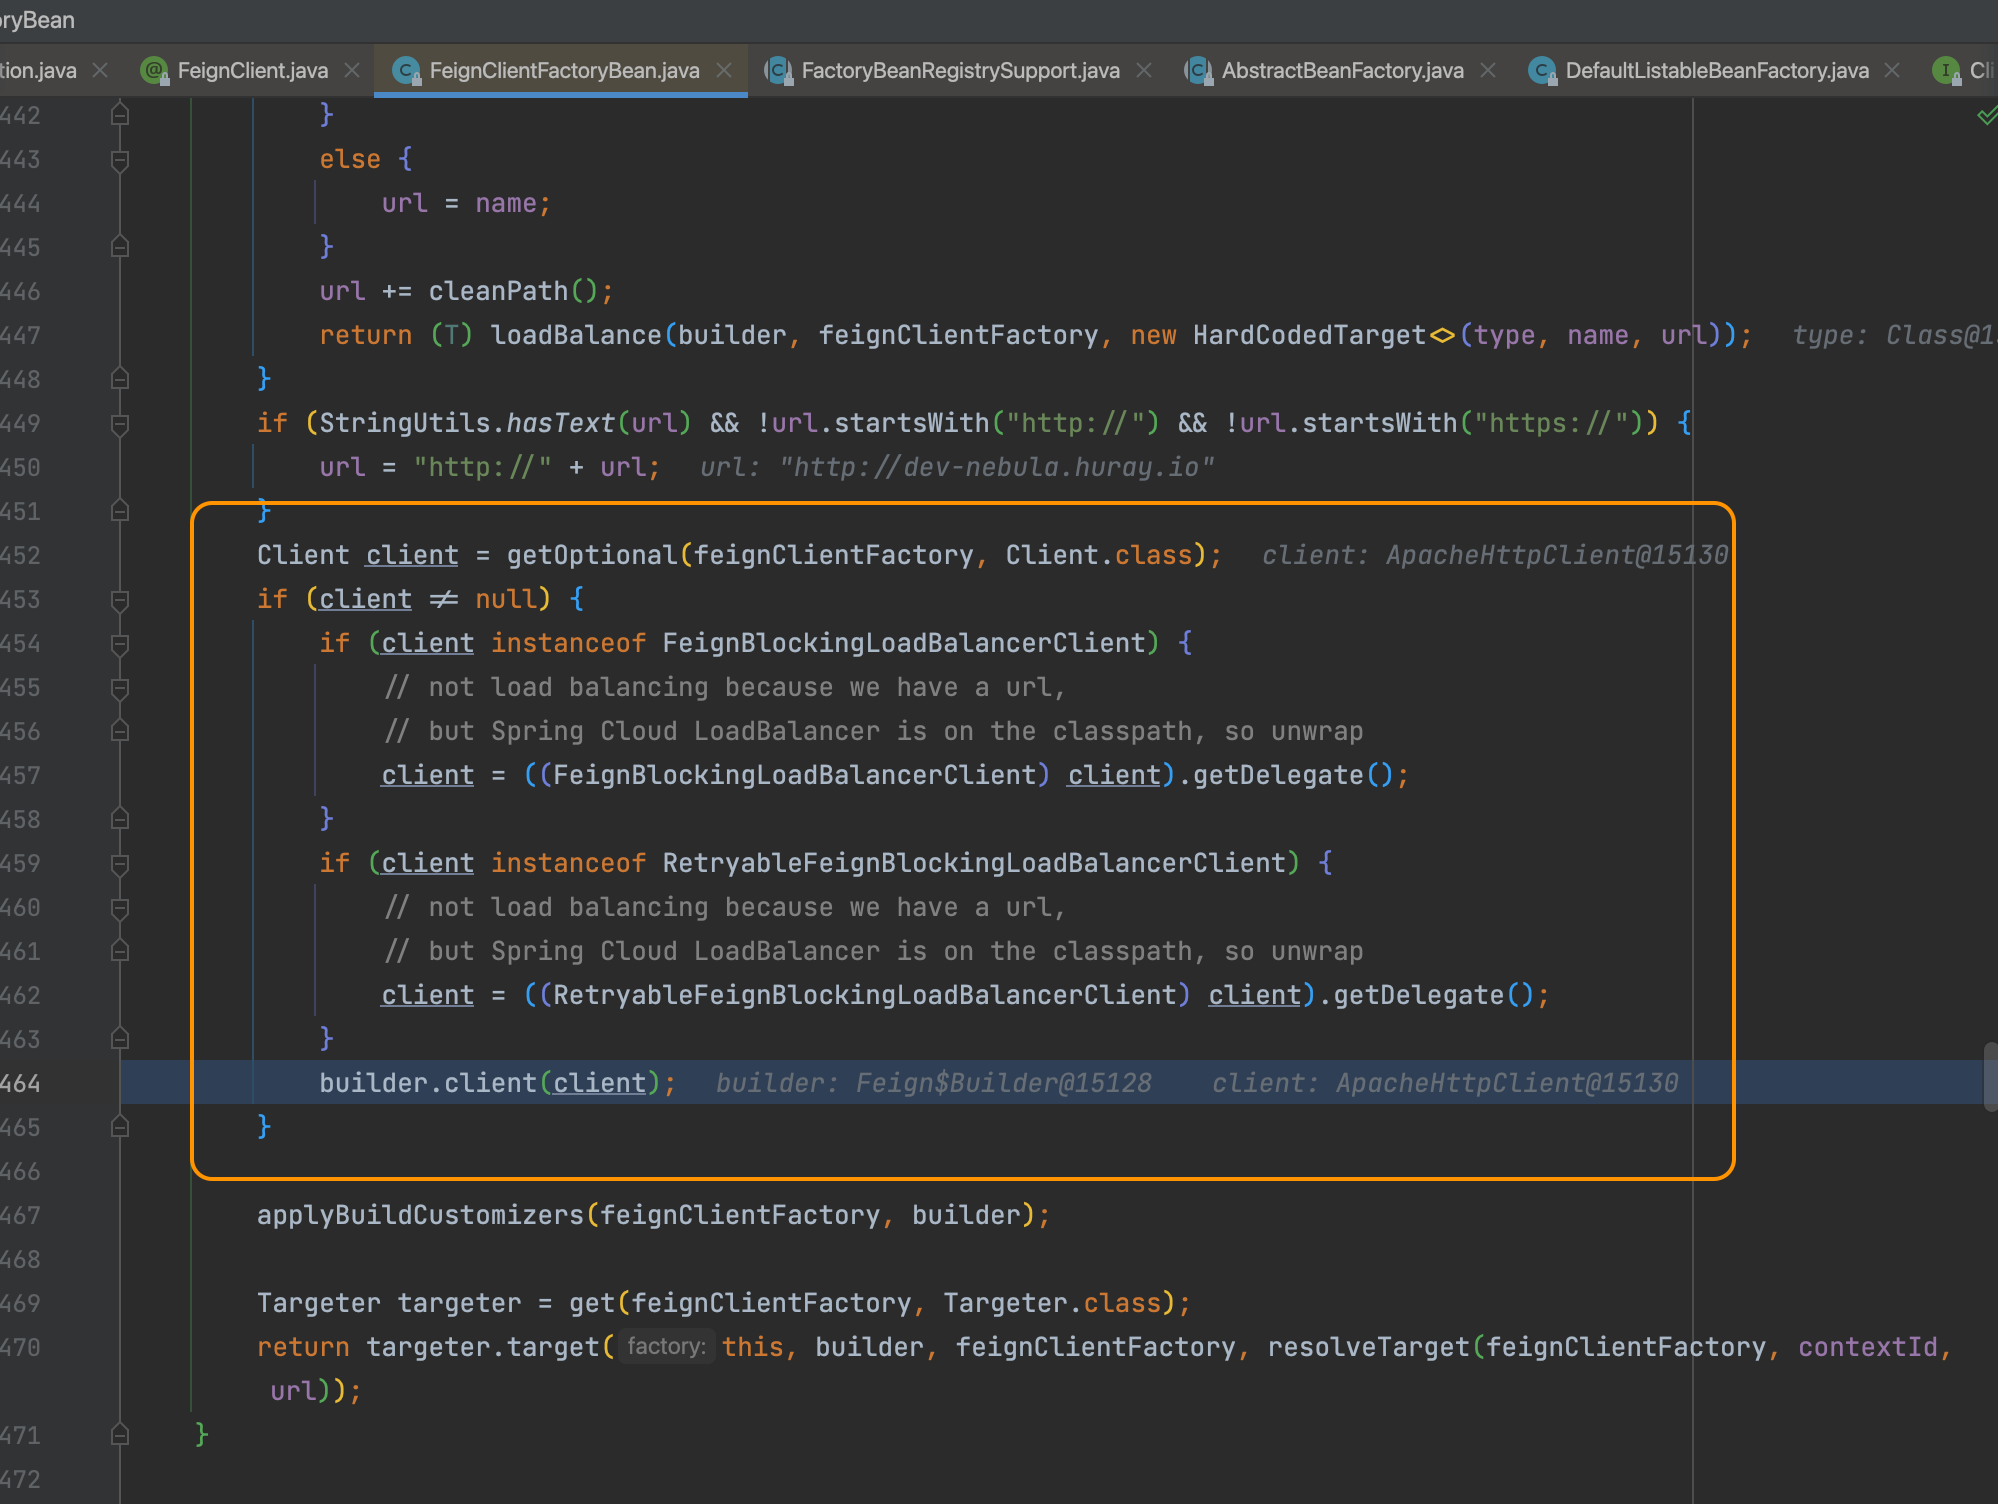 oryBean
tion.java FeignClient.java FeignClientFactoryBean.java FactoryBeanRegistrySupport.java AbstractBeanFactory.java DefaultListableBeanFactory.java Cli
442 }
443 else {
444 url = name;
445 }
446 url += cleanPath();
447 return (T) loadBalance(builder, feignClientFactory, new HardCodedTarget<>(type, name, url)); type: Class@1
448 }
449 if (StringUtils.hasText(url) && !url.startsWith("http://") && !url.startsWith("https://")) {
450 url = "http://" + url; url: "http://dev-nebula.huray.io"
451 }
452 Client client = getOptional(feignClientFactory, Client.class); client: ApacheHttpClient@15130
453 if (client != null) {
454 if (client instanceof FeignBlockingLoadBalancerClient) {
455 // not load balancing because we have a url,
456 // but Spring Cloud LoadBalancer is on the classpath, so unwrap
457 client = ((FeignBlockingLoadBalancerClient) client).getDelegate();
458 }
459 if (client instanceof RetryableFeignBlockingLoadBalancerClient) {
460 // not load balancing because we have a url,
461 // but Spring Cloud LoadBalancer is on the classpath, so unwrap
462 client = ((RetryableFeignBlockingLoadBalancerClient) client).getDelegate();
463 }
464 builder.client(client); builder: Feign$Builder@15128 client: ApacheHttpClient@15130
465 }
466
467 applyBuildCustomizers(feignClientFactory, builder);
468
469 Targeter targeter = get(feignClientFactory, Targeter.class);
470 return targeter.target( factory: this, builder, feignClientFactory, resolveTarget(feignClientFactory, contextId,
url));
471 }
472